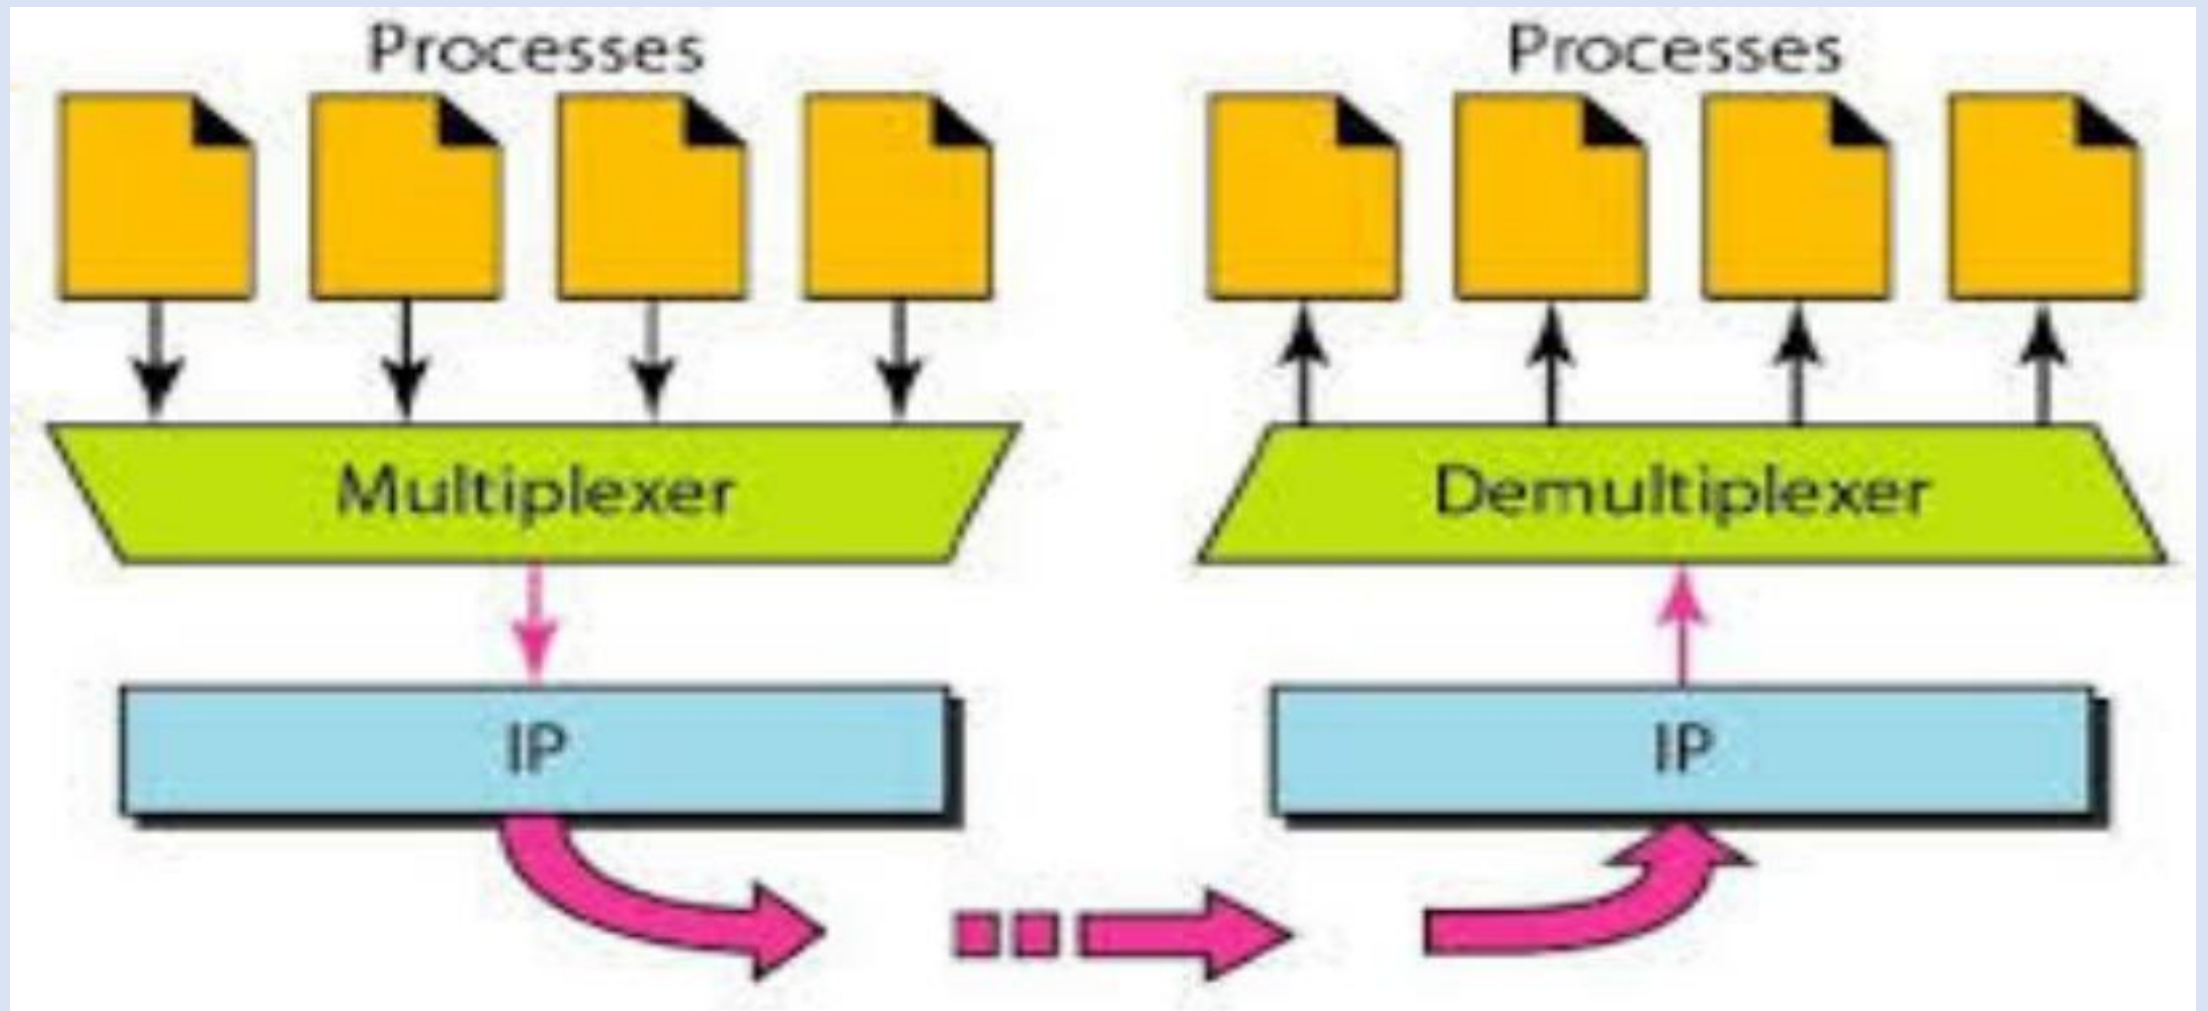 Processes
Processes
Multiplexer
Demultiplexer
IP
IP